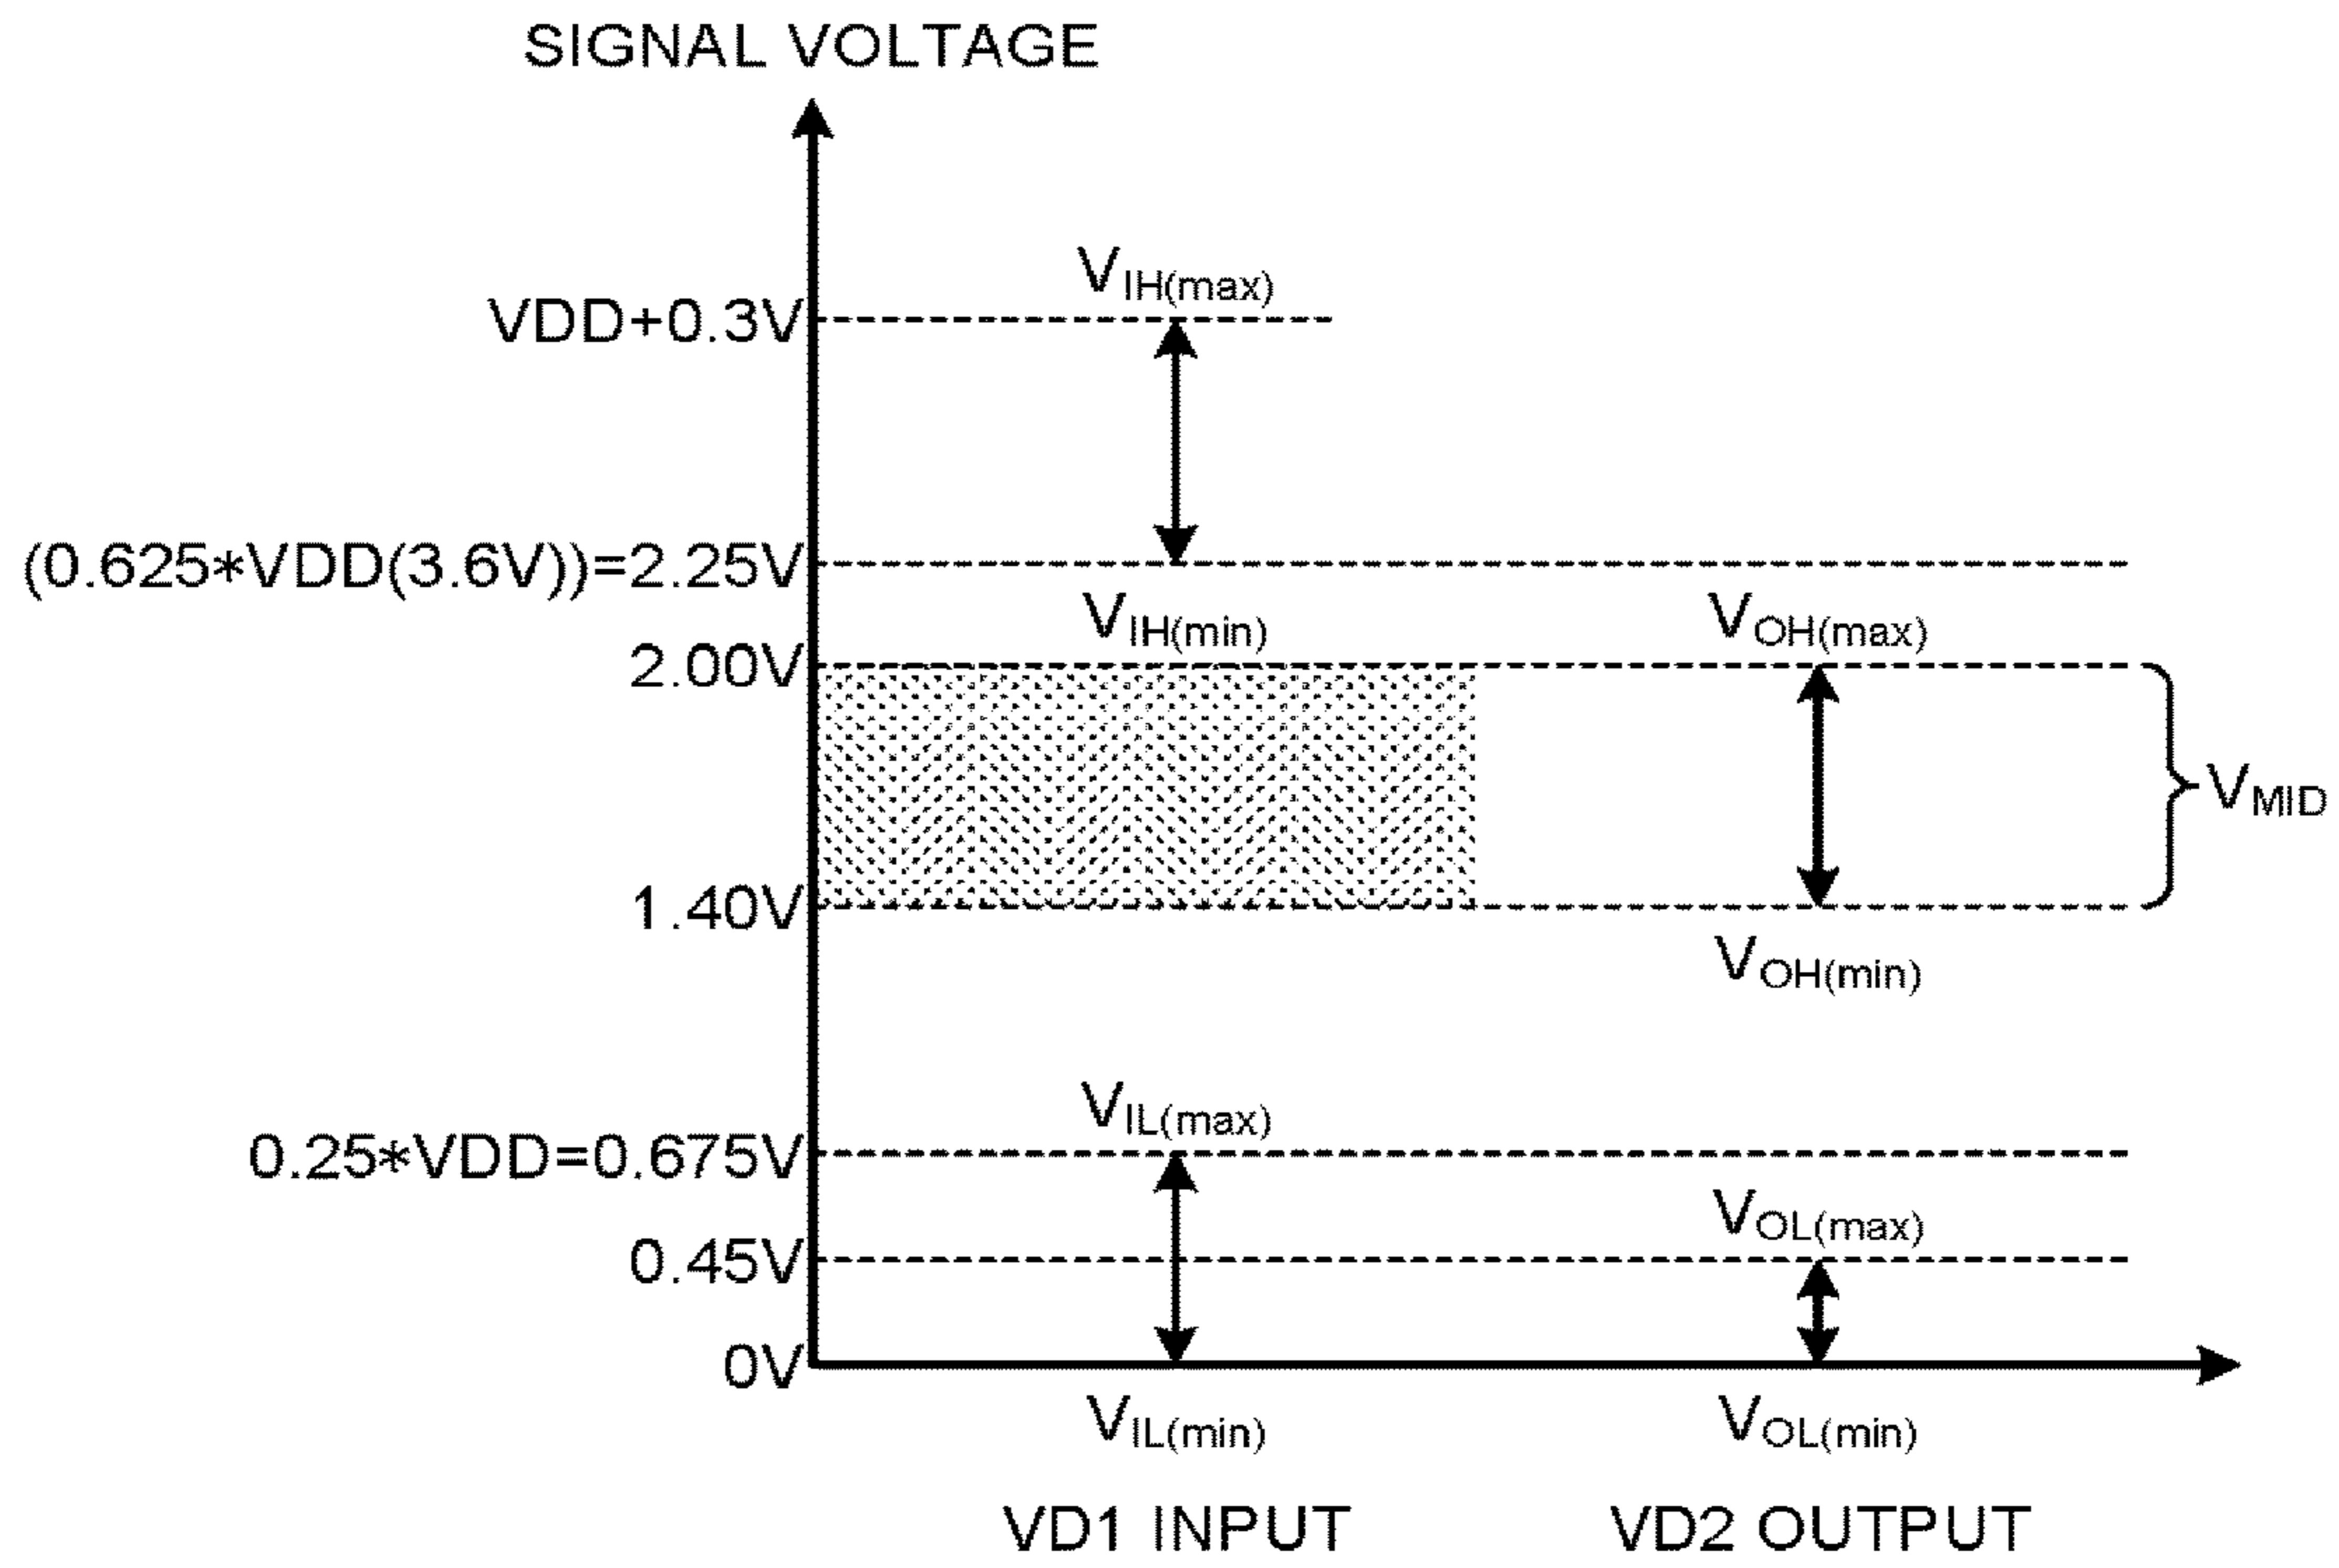 SIGNAL VOLTAGE
VIH(max)
VDD+0.3V
(0.625*VDD(3.6V))=2.25V
VIH(min) VOH(max)
2.00V
VMID
1.40V
VOH(min)
VIL(max)
0.25*VDD=0.675V
VOL(max)
0.45V
0V
VIL(min) VOL(min)
VD1 INPUT VD2 OUTPUT